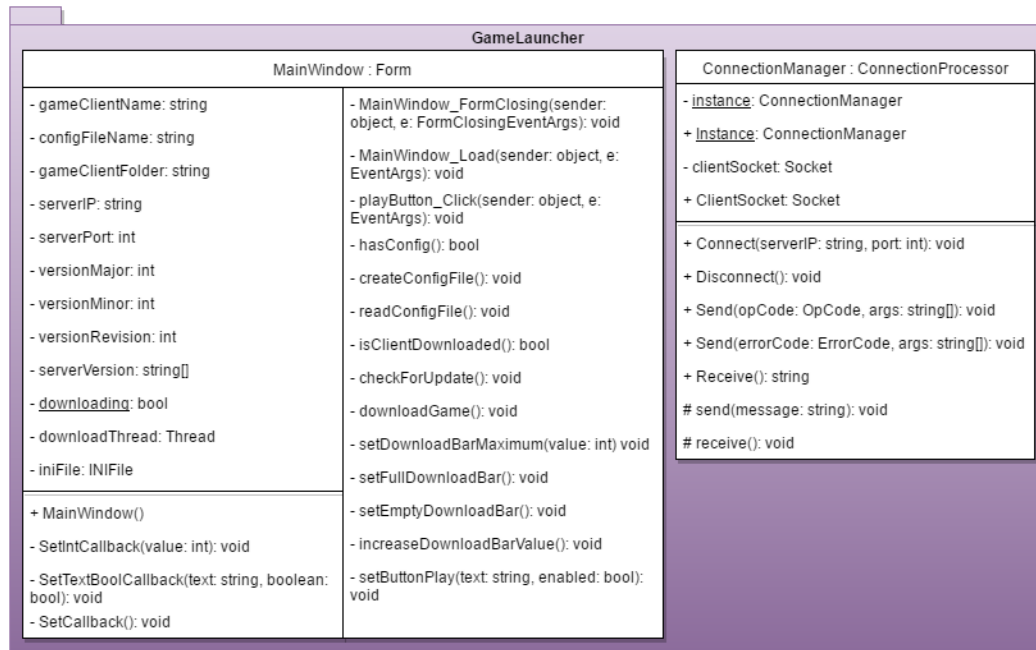 GameLauncher
MainWindow : Form
- gameClientName: string
- configFileName: string
- gameClientFolder: string
- serverIP: string
- serverPort: int
- versionMajor: int
- versionMinor: int
- versionRevision: int
- serverVersion: string[]
- downloading: bool
- downloadThread: Thread
- iniFile: INIFile
+ MainWindow()
- SetIntCallback(value: int): void
- SetTextBoolCallback(text: string, boolean:
bool): void
- SetCallback(): void
- MainWindow_FormClosing(sender:
object, e: FormClosingEventArgs): void
- MainWindow_Load(sender: object, e:
EventArgs): void
- playButton_Click(sender: object, e:
EventArgs): void
- hasConfig(): bool
- createConfigFile(): void
- readConfigFile(): void
- isClientDownloaded(): bool
- checkForUpdate(): void
- downloadGame(): void
- setDownloadBarMaximum(value: int) void
- setFullDownloadBar(): void
- setEmptyDownloadBar(): void
- increaseDownloadBarValue(): void
- setButtonPlay(text: string, enabled: bool):
void
ConnectionManager : ConnectionProcessor
- instance: ConnectionManager
+ Instance: ConnectionManager
- clientSocket: Socket
+ ClientSocket: Socket
+ Connect(serverIP: string, port: int): void
+ Disconnect(): void
+ Send(opCode: OpCode, args: string[]): void
+ Send(errorCode: ErrorCode, args: string[]): void
+ Receive(): string
# send(message: string): void
# receive(): void